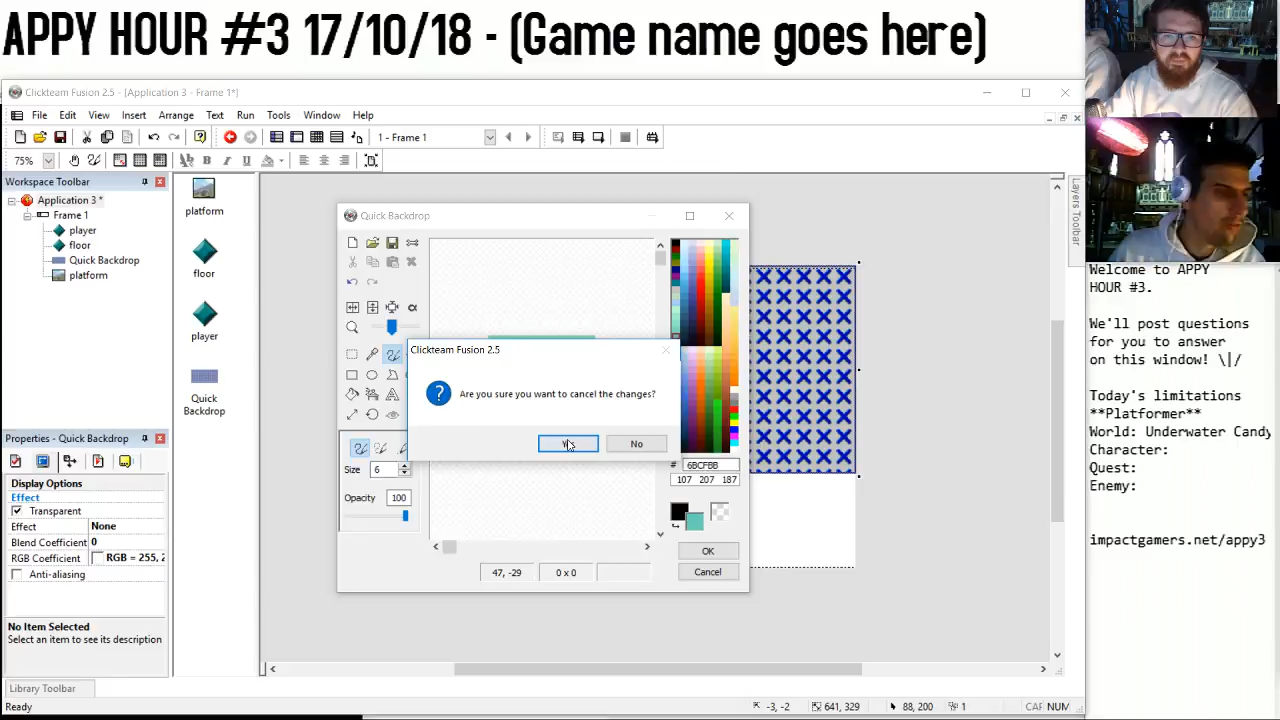 APPY HOUR #3 17/10/18 - (Game name goes here)
Clickteam Fusion 2.5 - [Application 3 - Frame 1*]
File Edit View Insert Arrange Text Run Tools Window Help
1 - Frame 1
75%
Workspace Toolbar
Application 3 *
Frame 1
player
floor
Quick Backdrop
platform
platform
floor
player
Quick
Backdrop
Properties - Quick Backdrop
Display Options
Effect
Transparent
Effect None
Blend Coefficient 0
RGB Coefficient RGB = 255, 2
Anti-aliasing
No Item Selected
Select an item to see its description
Library Toolbar
Ready
Quick Backdrop
Size 6
Opacity 100
Clickteam Fusion 2.5
Are you sure you want to cancel the changes?
No
# 6BCFBB
107 207 187
OK
Cancel
47, -29 0 x 0
Layers Toolbar
-3, -2 641, 329 88, 200 1 NUM
Welcome to APPY
HOUR #3.
We'll post questions
for you to answer
on this window! \|/
Today's limitations
**Platformer**
World: Underwater Candy
Character:
Quest:
Enemy:
impactgamers.net/appy3